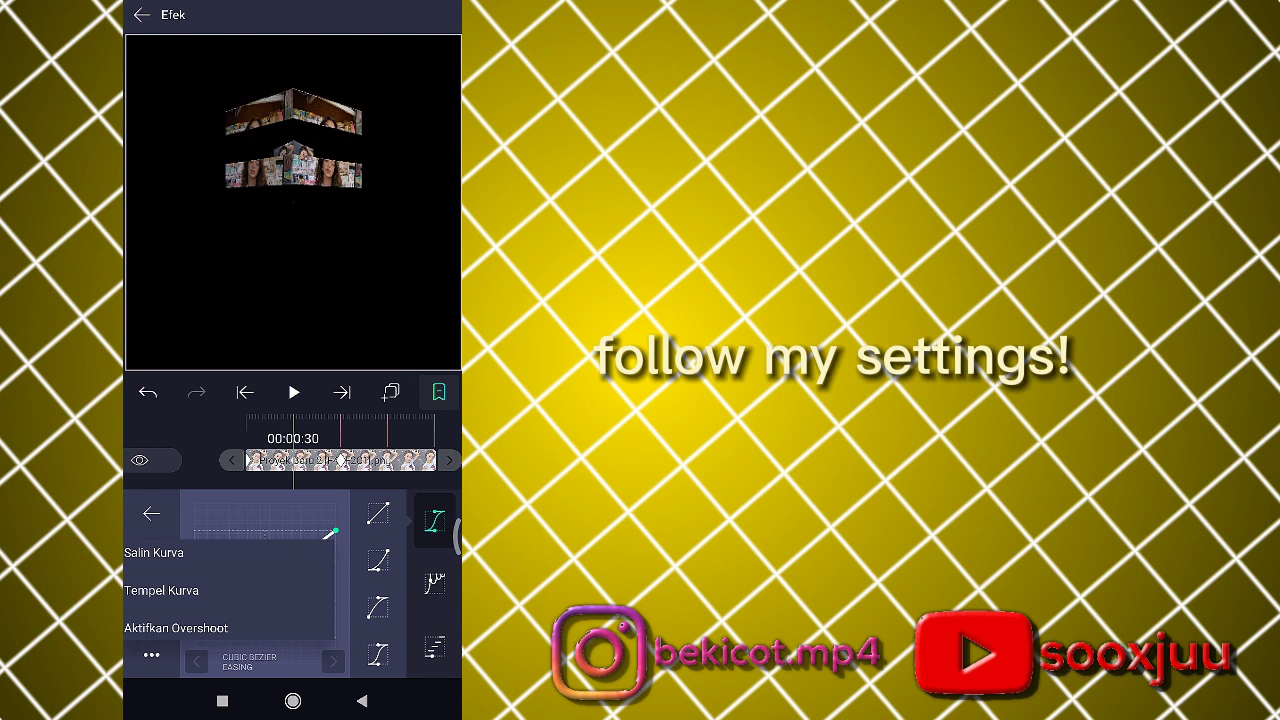 Efek
00:00:30
Salin Kurva
Tempel Kurva
Aktifkan Overshoot
CUBIC BEZIER
EASING
follow my settings!
bekicot.mp4
sooxjuu